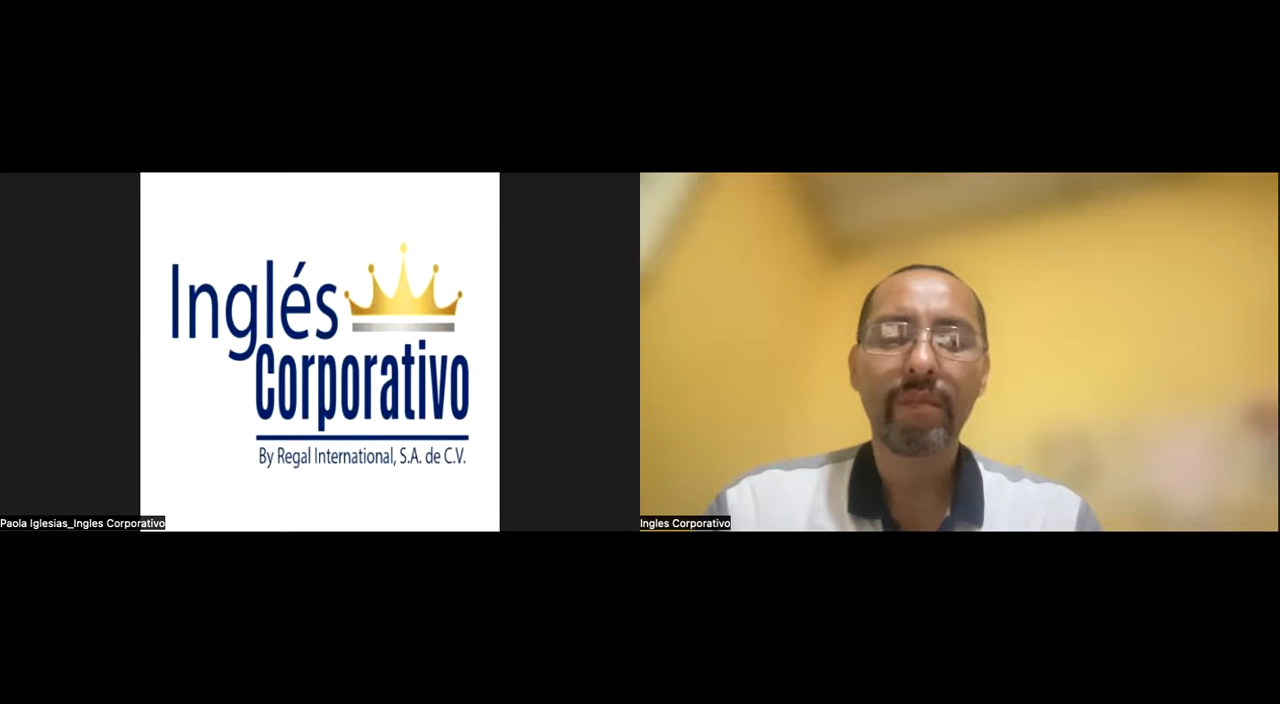 Inglés
Corporativo
By Regal International, S.A. de C.V.
Paola Iglesias_Ingles Corporativo
Ingles Corporativo